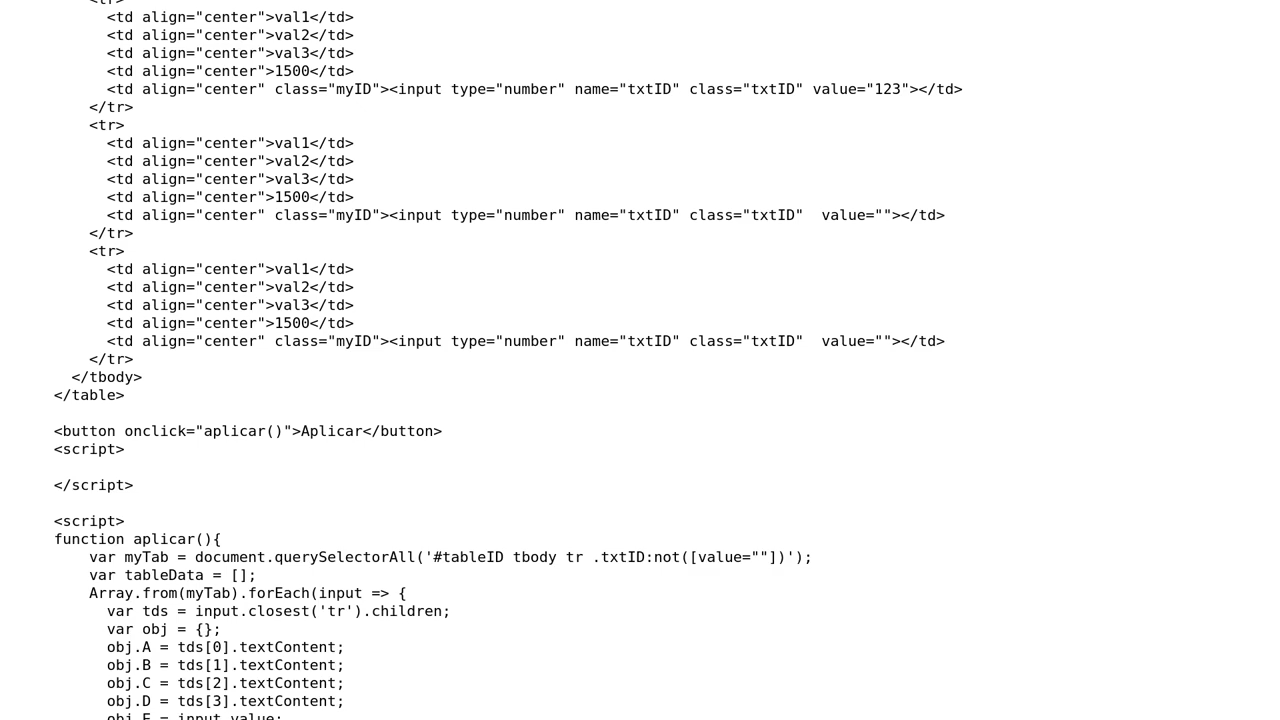 <tr>
<td align="center">val1</td>
<td align="center">val2</td>
<td align="center">val3</td>
<td align="center">1500</td>
<td align="center" class="myID"><input type="number" name="txtID" class="txtID" value="123"></td>
</tr>
<tr>
<td align="center">val1</td>
<td align="center">val2</td>
<td align="center">val3</td>
<td align="center">1500</td>
<td align="center" class="myID"><input type="number" name="txtID" class="txtID"  value=""></td>
</tr>
<tr>
<td align="center">val1</td>
<td align="center">val2</td>
<td align="center">val3</td>
<td align="center">1500</td>
<td align="center" class="myID"><input type="number" name="txtID" class="txtID"  value=""></td>
</tr>
</tbody>
</table>
<button onclick="aplicar()">Aplicar</button>
<script>
</script>
<script>
function aplicar(){
var myTab = document.querySelectorAll('#tableID tbody tr .txtID:not([value=""])');
var tableData = [];
Array.from(myTab).forEach(input => {
var tds = input.closest('tr').children;
var obj = {};
obj.A = tds[0].textContent;
obj.B = tds[1].textContent;
obj.C = tds[2].textContent;
obj.D = tds[3].textContent;
obj.E = input.value;